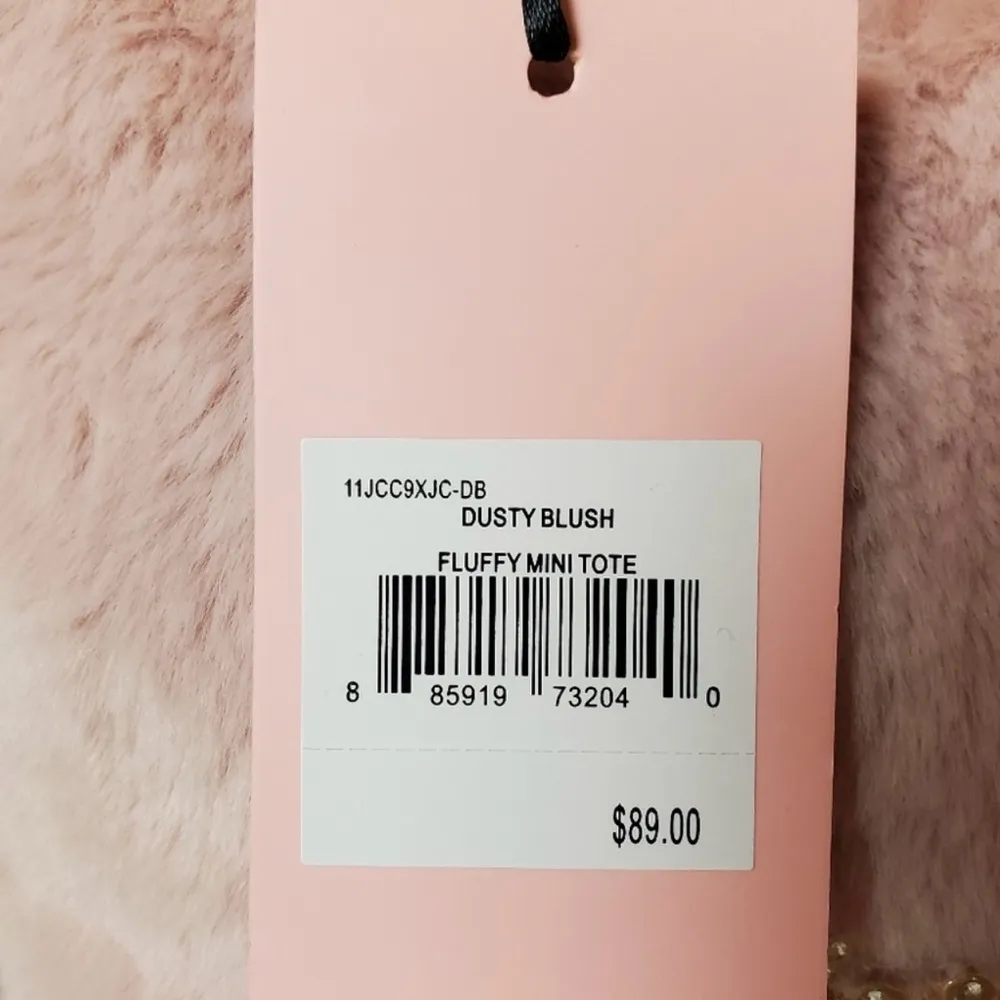 11JCC9XJC-DB
DUSTY BLUSH
FLUFFY MINI TOTE
8 85919 73204 0
$89.00